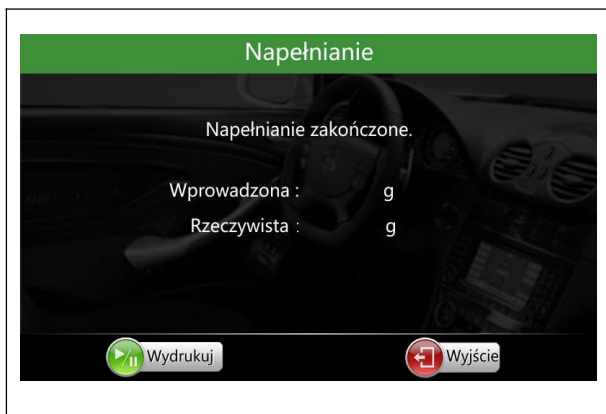 Napełnianie
Napełnianie zakończone.
Wprowadzona : g
Rzeczywista : g
Wydrukuj Wyjście